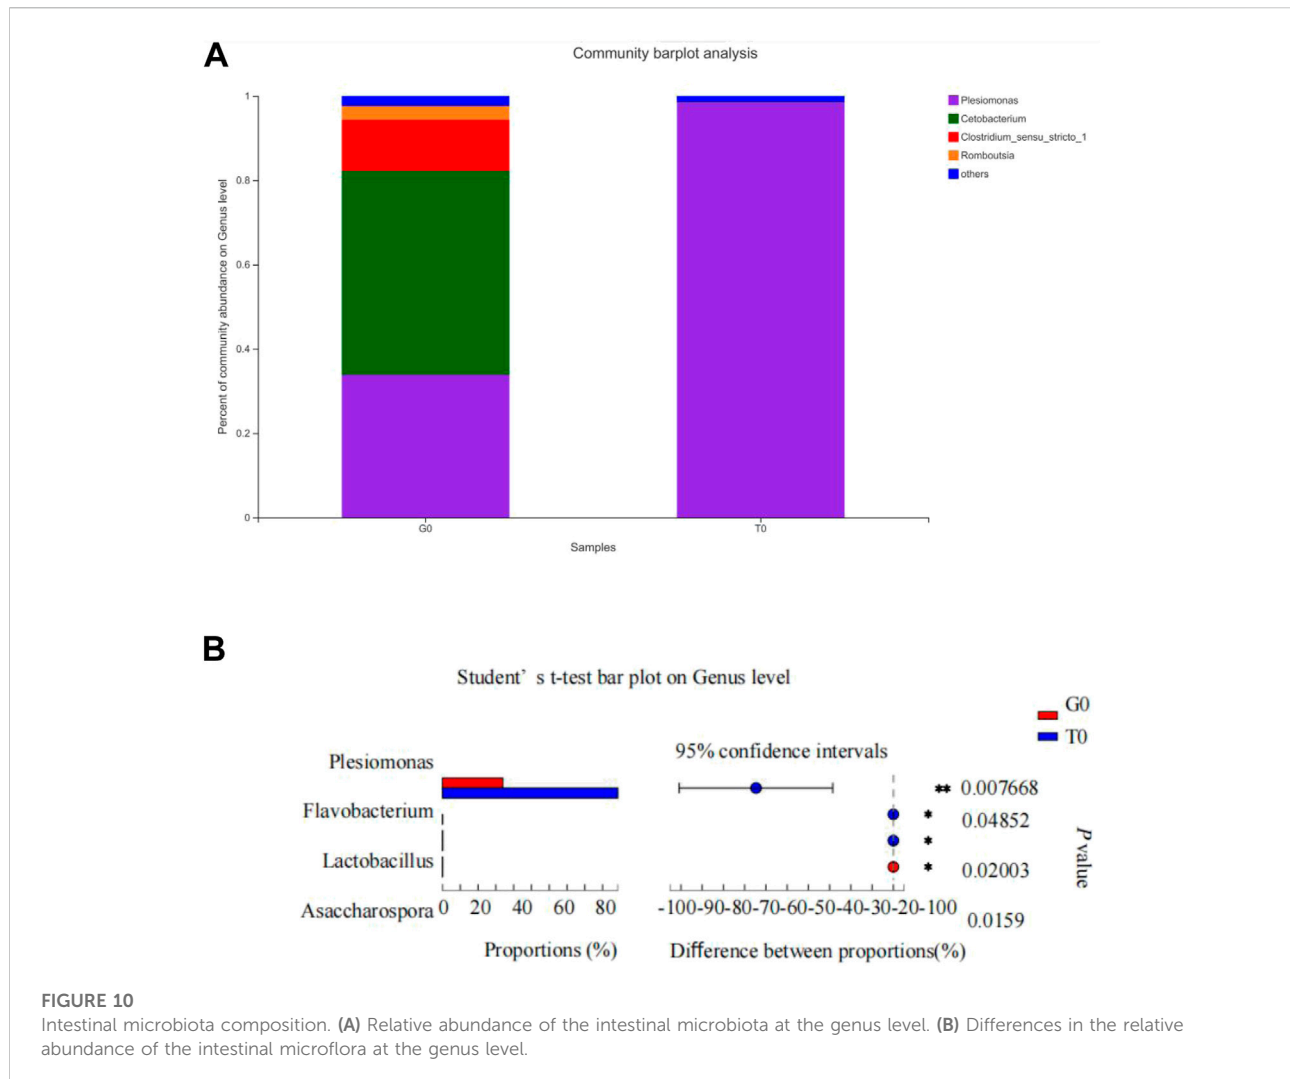 A
Community barplot analysis
Percent of community abundance on Genus level
1
0.8
0.6
0.4
0.2
0
G0
T0
Samples
Plesiomonas
Cetobacterium
Clostridium_sensu_stricto_1
Romboutsia
others
B
Student’ s t-test bar plot on Genus level
G0
T0
95% confidence intervals
Plesiomonas
Flavobacterium
Lactobacillus
Asaccharospora
0 20 40 60 80
Proportions (%)
-100-90-80-70-60-50-40-30-20-100
Difference between proportions(%)
** 0.007668
* 0.04852
*
* 0.02003
0.0159
P value
FIGURE 10
Intestinal microbiota composition. (A) Relative abundance of the intestinal microbiota at the genus level. (B) Differences in the relative
abundance of the intestinal microflora at the genus level.